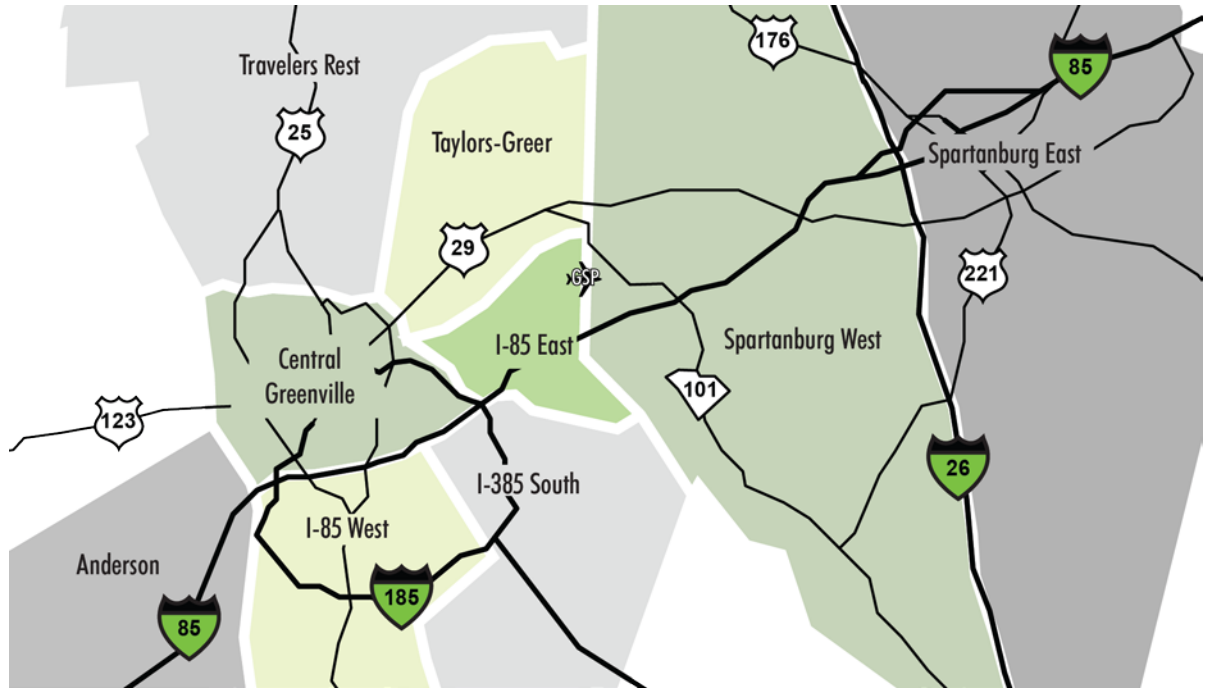 176
85
Travelers Rest
25
Taylors-Greer
Spartanburg East
29
GSP
221
I-85 East
Spartanburg West
Central
Greenville
101
123
26
I-385 South
I-85 West
Anderson
185
85